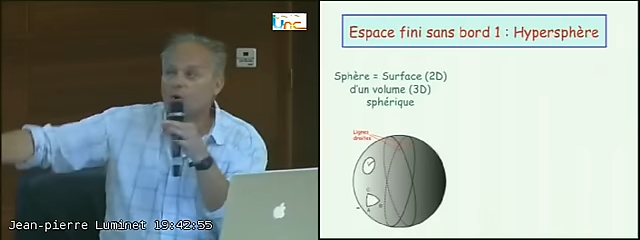 unc
Espace fini sans bord 1 : Hypersphère
Sphère = Surface (2D)
d'un volume (3D)
sphérique
Lignes
droites
Jean-pierre Luminet 19:42:55